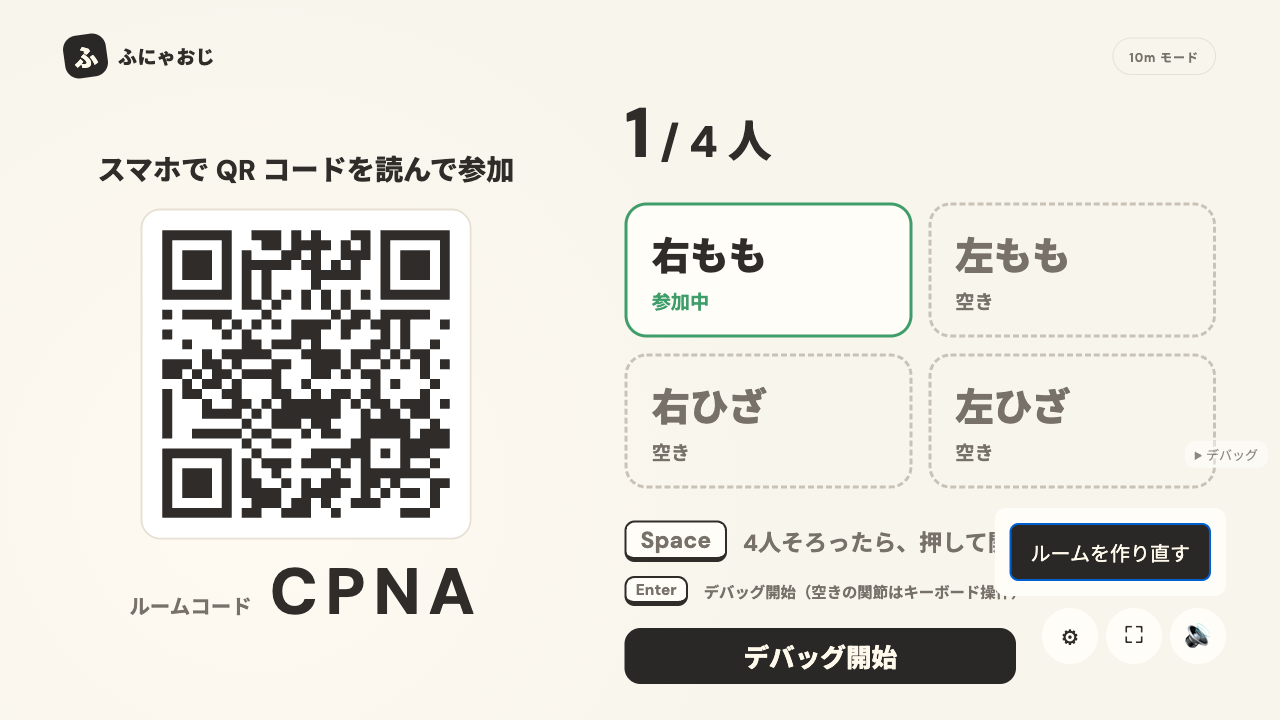 ふ ふにゃおじ
10m モード
スマホで QR コードを読んで参加
ルームコード CPNA
1 / 4 人
右もも
参加中
左もも
空き
右ひざ
空き
左ひざ
空き
デバッグ
Space 4人そろったら、押して
Enter デバッグ開始（空きの関節はキーボード操作）
デバッグ開始
ルームを作り直す